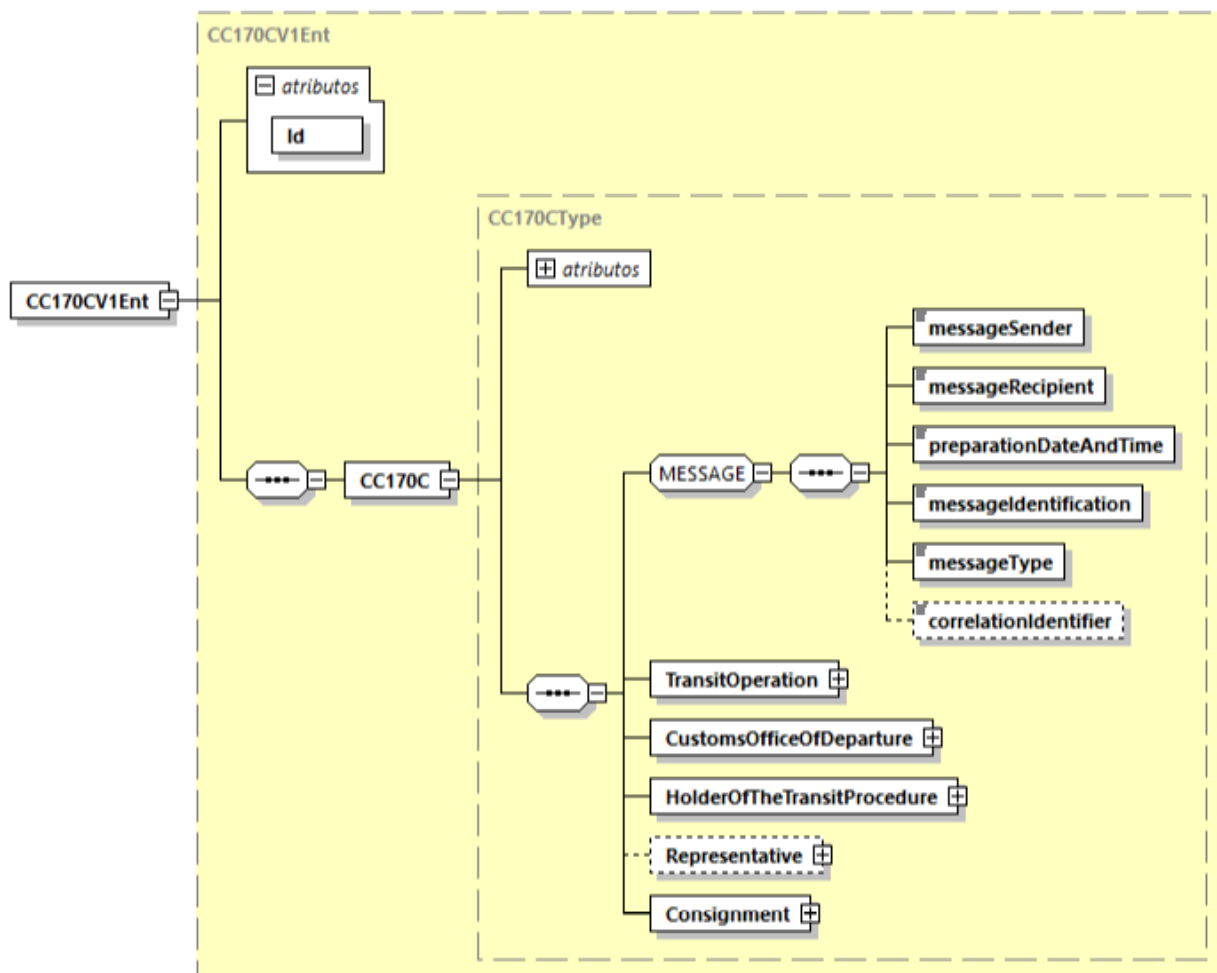 CC170CV1Ent
atributos
Id
CC170CType
atributos
CC170CV1Ent
messageSender
messageRecipient
preparationDateAndTime
MESSAGE
CC170C
messageIdentification
messageType
correlationIdentifier
TransitOperation
CustomsOfficeOfDeparture
HolderOfTheTransitProcedure
Representative
Consignment